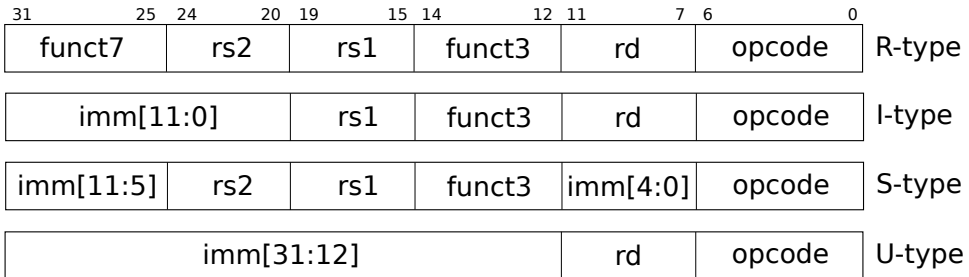 31 25 24 20 19 15 14 12 11 7 6 0
funct7 rs2 rs1 funct3 rd opcode R-type
imm[11:0] rs1 funct3 rd opcode I-type
imm[11:5] rs2 rs1 funct3 imm[4:0] opcode S-type
imm[31:12] rd opcode U-type